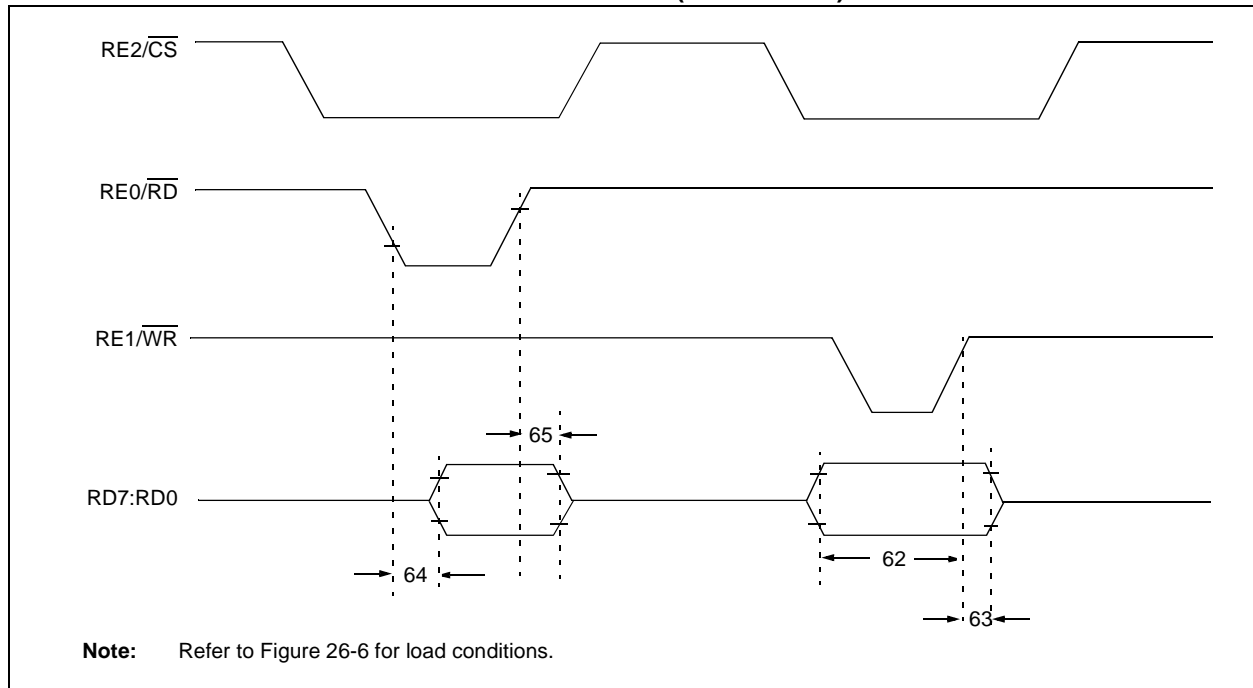 RE2/CS
RE0/RD
RE1/WR
65
RD7:RD0
62
64
63
Note: Refer to Figure 26-6 for load conditions.